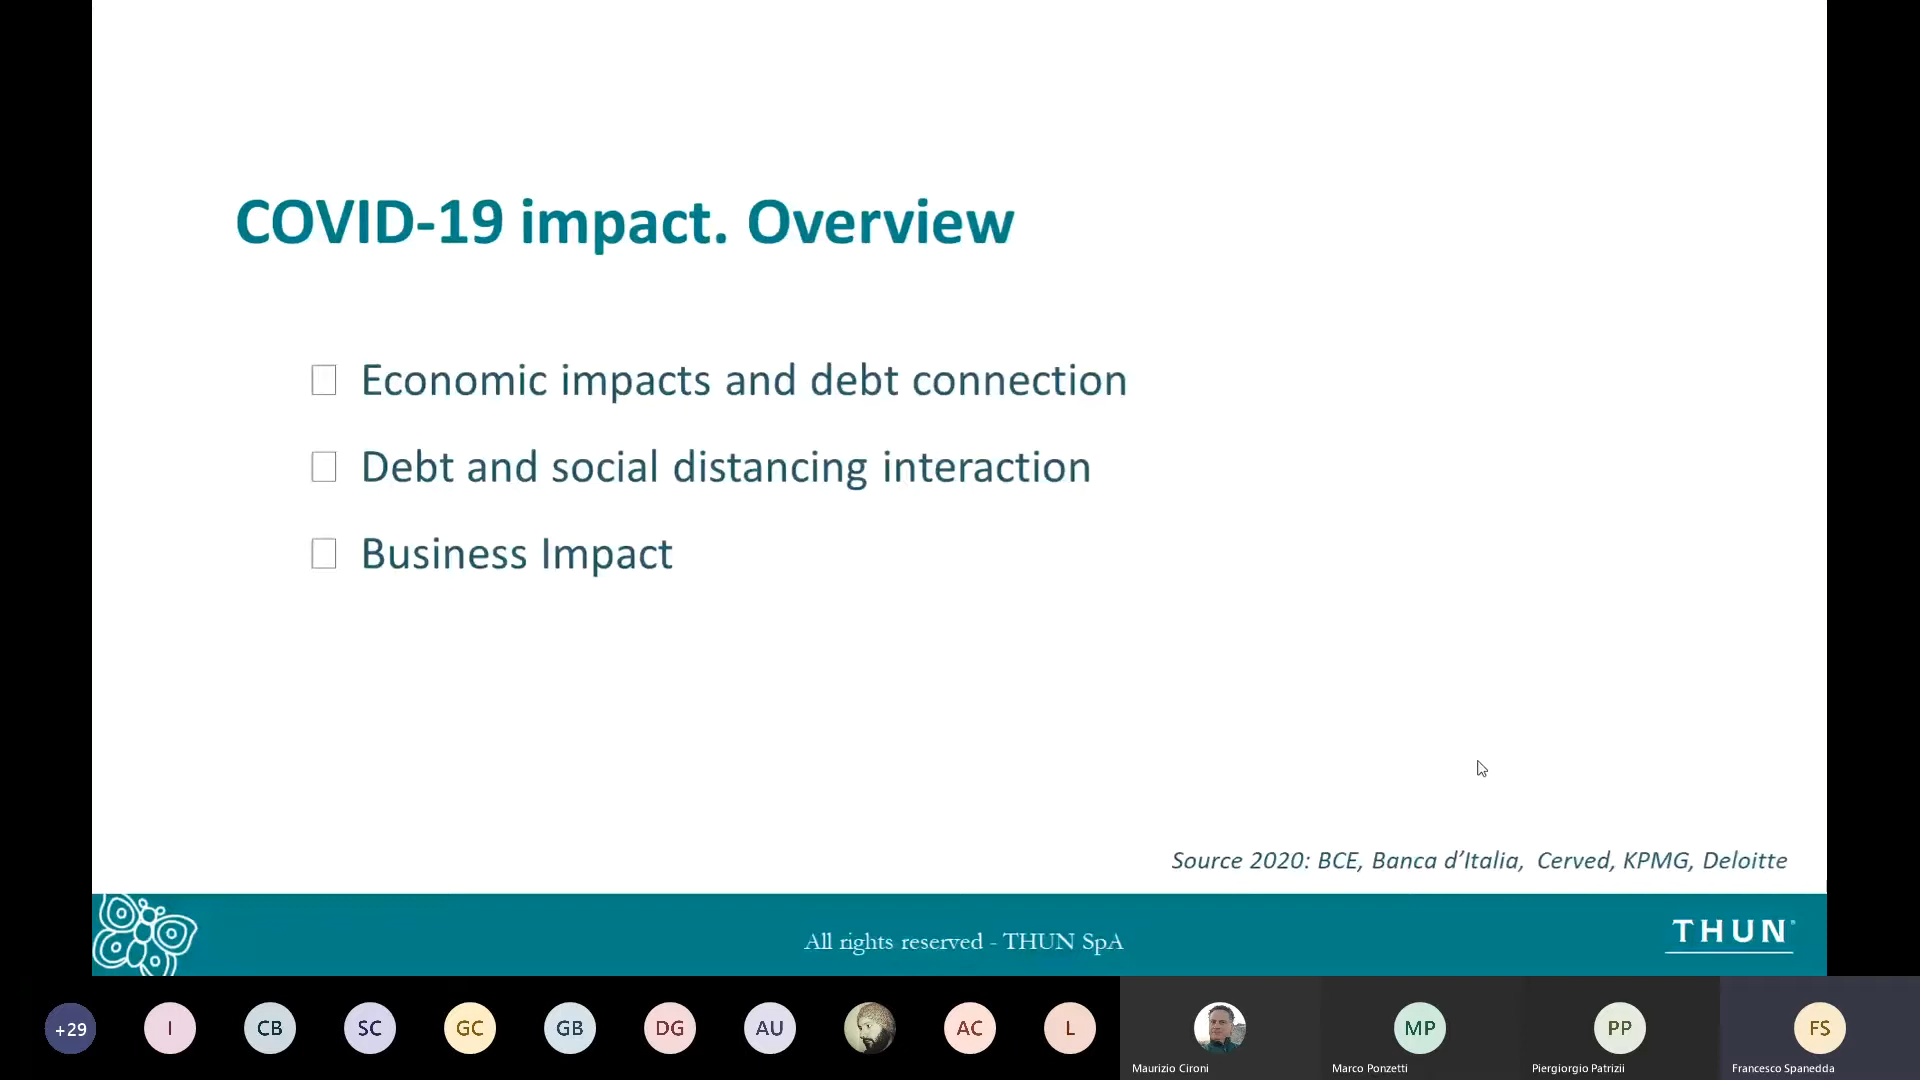 COVID-19 impact. Overview
Economic impacts and debt connection
Debt and social distancing interaction
Business Impact
Source 2020: BCE, Banca d’Italia, Cerved, KPMG, Deloitte
All rights reserved - THUN SpA
THUN
+29
I
CB
SC
GC
GB
DG
AU
AC
L
MP
PP
FS
Maurizio Cironi
Marco Ponzetti
Piergiorgio Patrizii
Francesco Spanedda